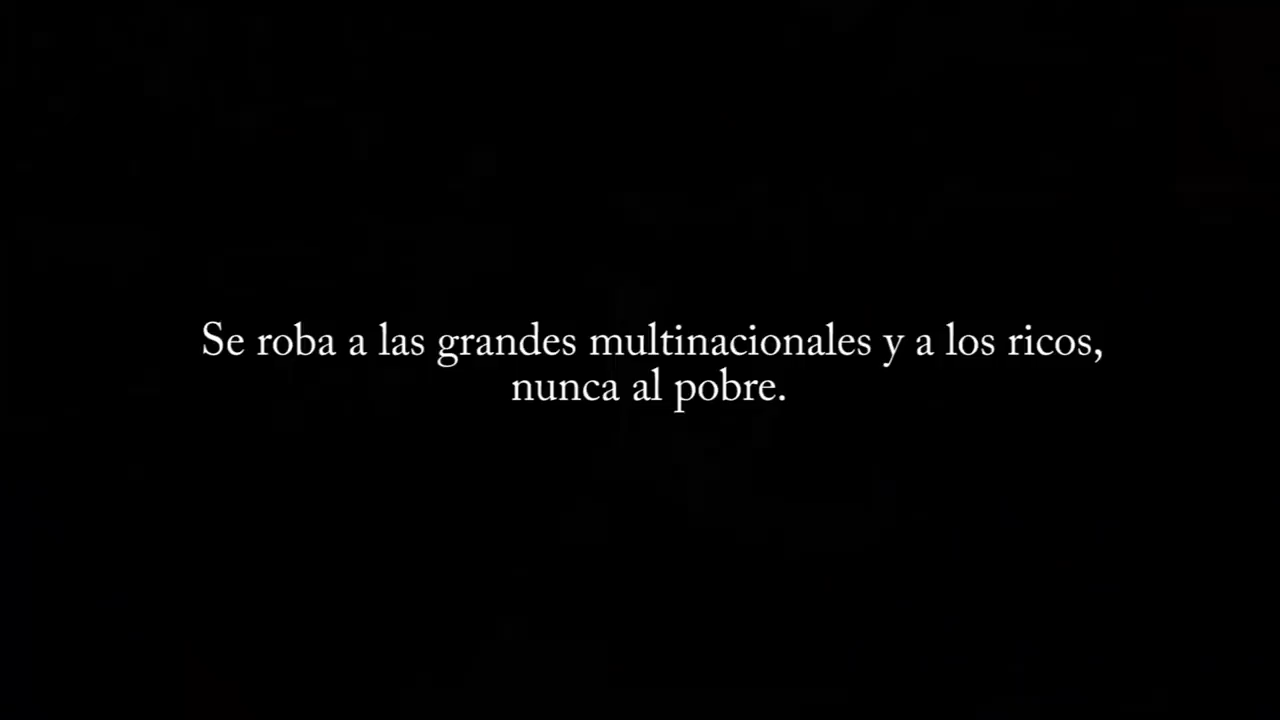 Se roba a las grandes multinacionales y a los ricos,
nunca al pobre.